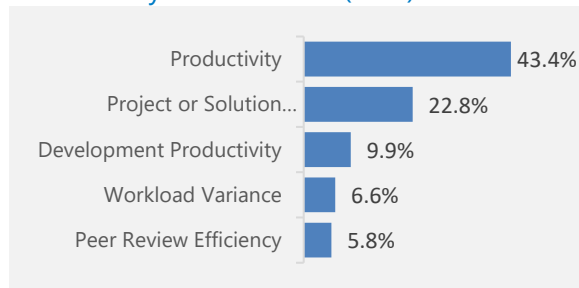 Productivity 43.4%
Project or Solution... 22.8%
Development Productivity 9.9%
Workload Variance 6.6%
Peer Review Efficiency 5.8%